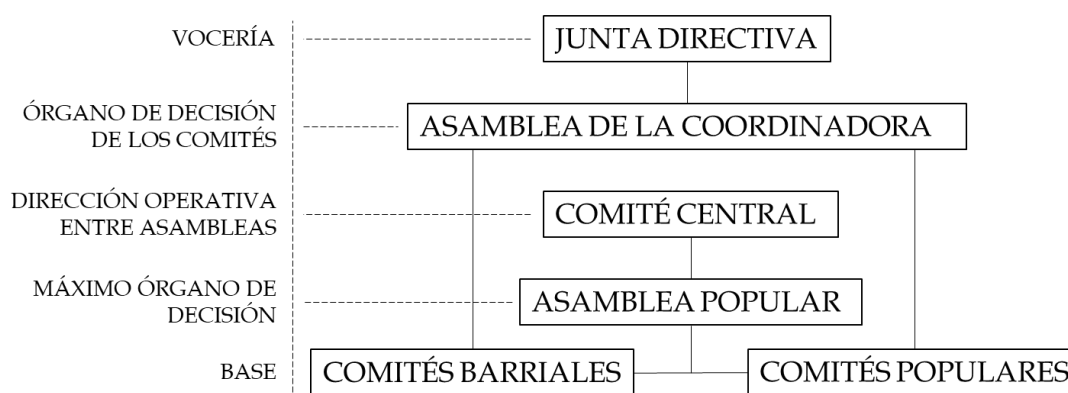 VOCERÍA
JUNTA DIRECTIVA
ÓRGANO DE DECISIÓN
DE LOS COMITÉS
ASAMBLEA DE LA COORDINADORA
DIRECCIÓN OPERATIVA
ENTRE ASAMBLEAS
COMITÉ CENTRAL
MÁXIMO ÓRGANO DE
DECISIÓN
ASAMBLEA POPULAR
BASE
COMITÉS BARRIALES
COMITÉS POPULARES